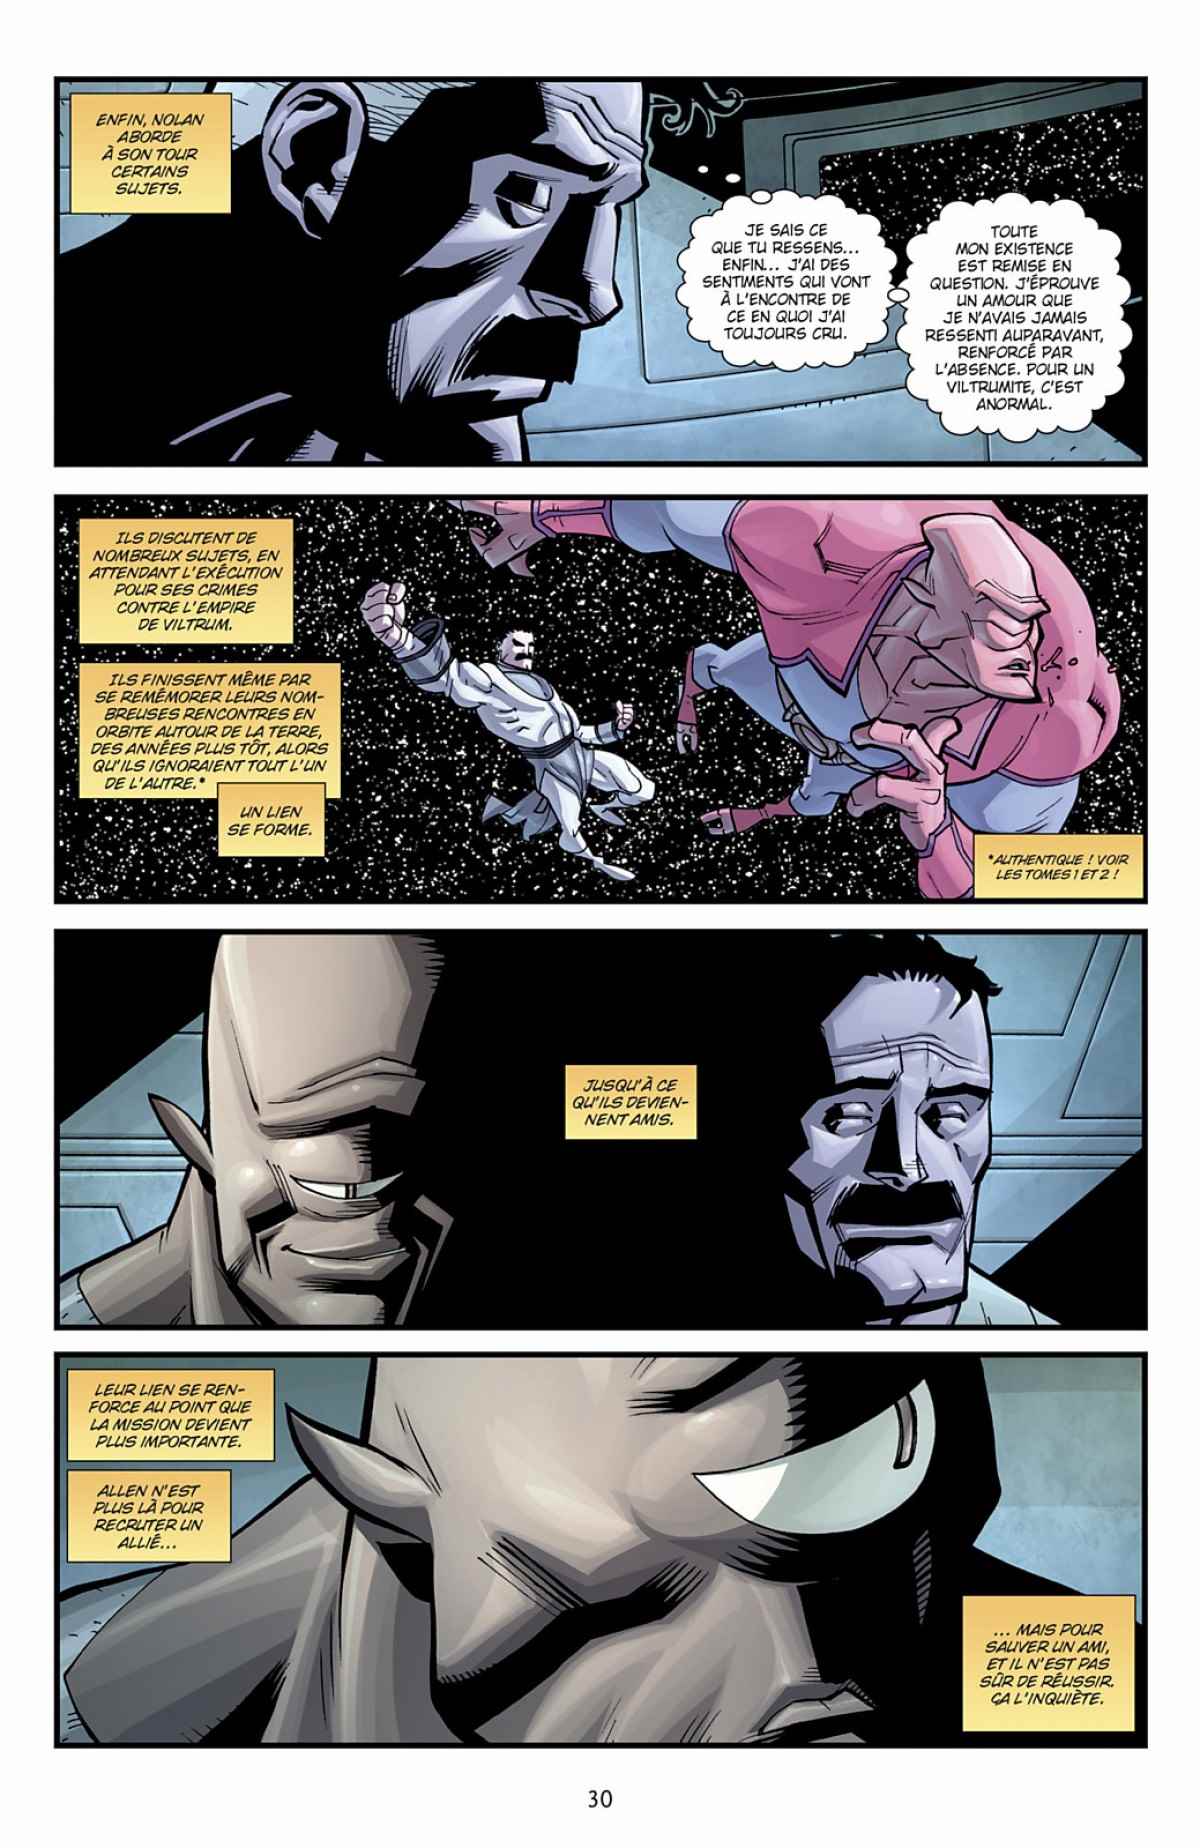 ENFIN, NOLAN
ABORDE
À SON TOUR
CERTAINS
SUJETS.
JE SAIS CE
QUE TU RESSENS...
ENFIN... J'AI DES
SENTIMENTS QUI VONT
À L'ENCONTRE DE
CE EN QUOI J'AI
TOUJOURS CRU.
TOUTE
MON EXISTENCE
EST REMISE EN
QUESTION. J'ÉPROUVE
UN AMOUR QUE
JE N'AVAIS JAMAIS
RESSENTI AUPARAVANT,
RENFORCÉ PAR
L'ABSENCE. POUR UN
VILTRUMITE, C'EST
ANORMAL.
ILS DISCUTENT DE
NOMBREUX SUJETS, EN
ATTENDANT L'EXÉCUTION
POUR SES CRIMES
CONTRE L'EMPIRE
DE VILTRUM.
ILS FINISSENT MÊME PAR
SE REMÉMORER LEURS NOM-
BREUSES RENCONTRES EN
ORBITE AUTOUR DE LA TERRE,
DES ANNÉES PLUS TÔT, ALORS
QU'ILS IGNORAIENT TOUT L'UN
DE L'AUTRE.*
UN LIEN
SE FORME.
*AUTHENTIQUE ! VOIR
LES TOMES 1 ET 2 !
JUSQU'À CE
QU'ILS DEVIEN-
NENT AMIS.
LEUR LIEN SE REN-
FORCE AU POINT QUE
LA MISSION DEVIENT
PLUS IMPORTANTE.
ALLEN N'EST
PLUS LÀ POUR
RECRUTER UN
ALLIÉ...
... MAIS POUR
SAUVER UN AMI,
ET IL N'EST PAS
SÛR DE RÉUSSIR.
ÇA L'INQUIÈTE.
30